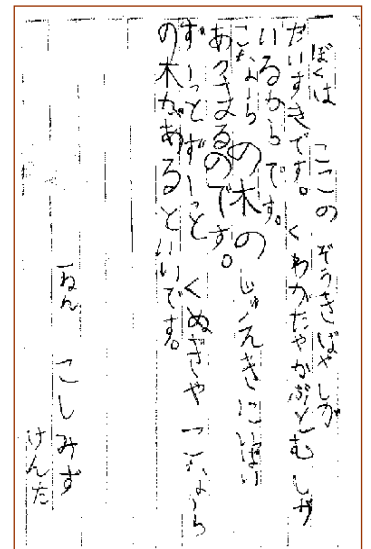 ぼくは ここの ぞうきばやしが
だいすきです。くわがたやかぶとむしが
いるからです。
こならの木のじゅえきにいっぱい
あつまるのです。
ずーっとずーっと くぬぎや こなら
の木があるといいです。
一ねん こしみず
けんた